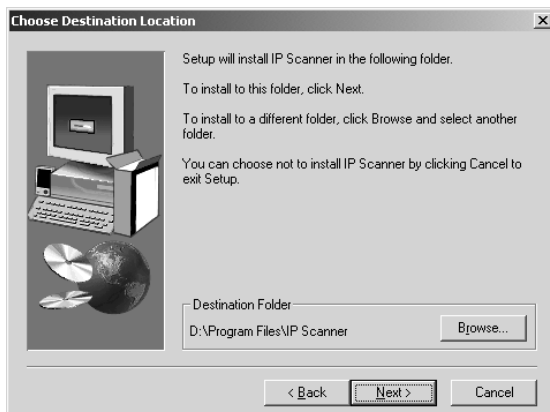 Choose Destination Location
Setup will install IP Scanner in the following folder.
To install to this folder, click Next.
To install to a different folder, click Browse and select another
folder.
You can choose not to install IP Scanner by clicking Cancel to
exit Setup.
Destination Folder
D:\Program Files\IP Scanner
Browse...
< Back
Next >
Cancel